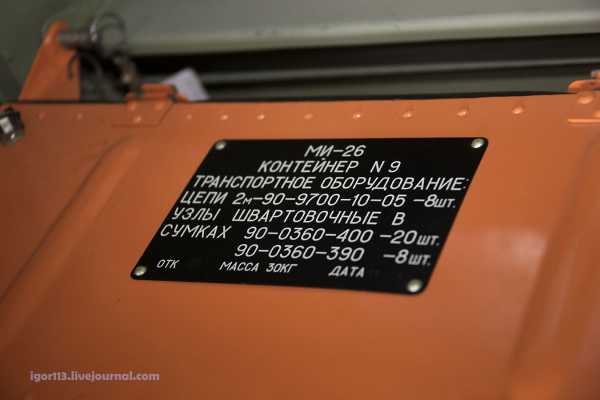 МИ-26
КОНТЕЙНЕР N 9
ТРАНСПОРТНОЕ ОБОРУДОВАНИЕ:
ЦЕПИ 2м-90-9700-10-05 -8шт.
УЗЛЫ ШВАРТОВОЧНЫЕ В
СУМКАХ 90-0360-400 -20шт.
90-0360-390 -8шт.
ОТК МАССА 30КГ ДАТА
igor113.livejournal.com